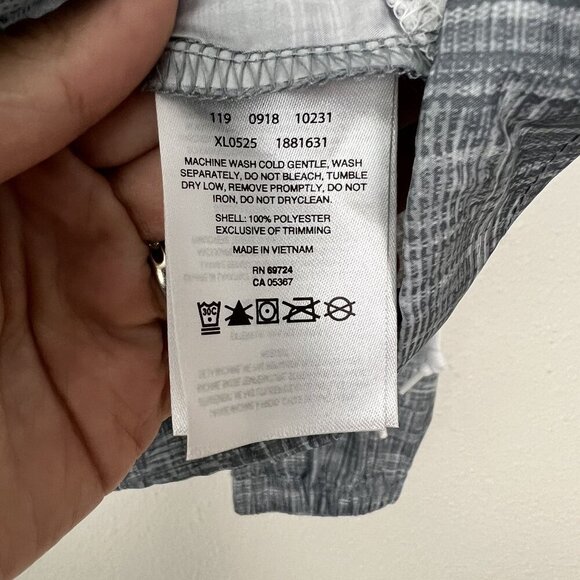 119 0918 10231
XL0525 1881631
MACHINE WASH COLD GENTLE, WASH
SEPARATELY, DO NOT BLEACH, TUMBLE
DRY LOW, REMOVE PROMPTLY, DO NOT
IRON, DO NOT DRYCLEAN.
SHELL: 100% POLYESTER
EXCLUSIVE OF TRIMMING
MADE IN VIETNAM
RN 69724
CA 05367
30C